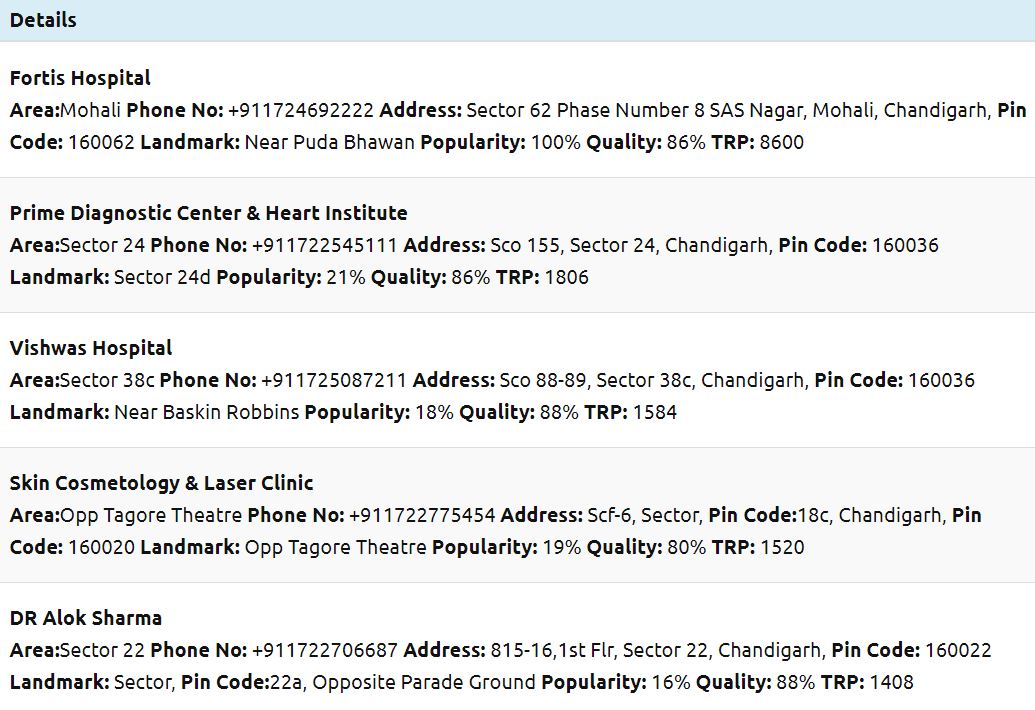 Details
Fortis Hospital
Area:Mohali Phone No: +911724692222 Address: Sector 62 Phase Number 8 SAS Nagar, Mohali, Chandigarh, Pin
Code: 160062 Landmark: Near Puda Bhawan Popularity: 100% Quality: 86% TRP: 8600
Prime Diagnostic Center & Heart Institute
Area:Sector 24 Phone No: +911722545111 Address: Sco 155, Sector 24, Chandigarh, Pin Code: 160036
Landmark: Sector 24d Popularity: 21% Quality: 86% TRP: 1806
Vishwas Hospital
Area:Sector 38c Phone No: +911725087211 Address: Sco 88-89, Sector 38c, Chandigarh, Pin Code: 160036
Landmark: Near Baskin Robbins Popularity: 18% Quality: 88% TRP: 1584
Skin Cosmetology & Laser Clinic
Area:Opp Tagore Theatre Phone No: +911722775454 Address: Scf-6, Sector, Pin Code:18c, Chandigarh, Pin
Code: 160020 Landmark: Opp Tagore Theatre Popularity: 19% Quality: 80% TRP: 1520
DR Alok Sharma
Area:Sector 22 Phone No: +911722706687 Address: 815-16,1st Flr, Sector 22, Chandigarh, Pin Code: 160022
Landmark: Sector, Pin Code:22a, Opposite Parade Ground Popularity: 16% Quality: 88% TRP: 1408